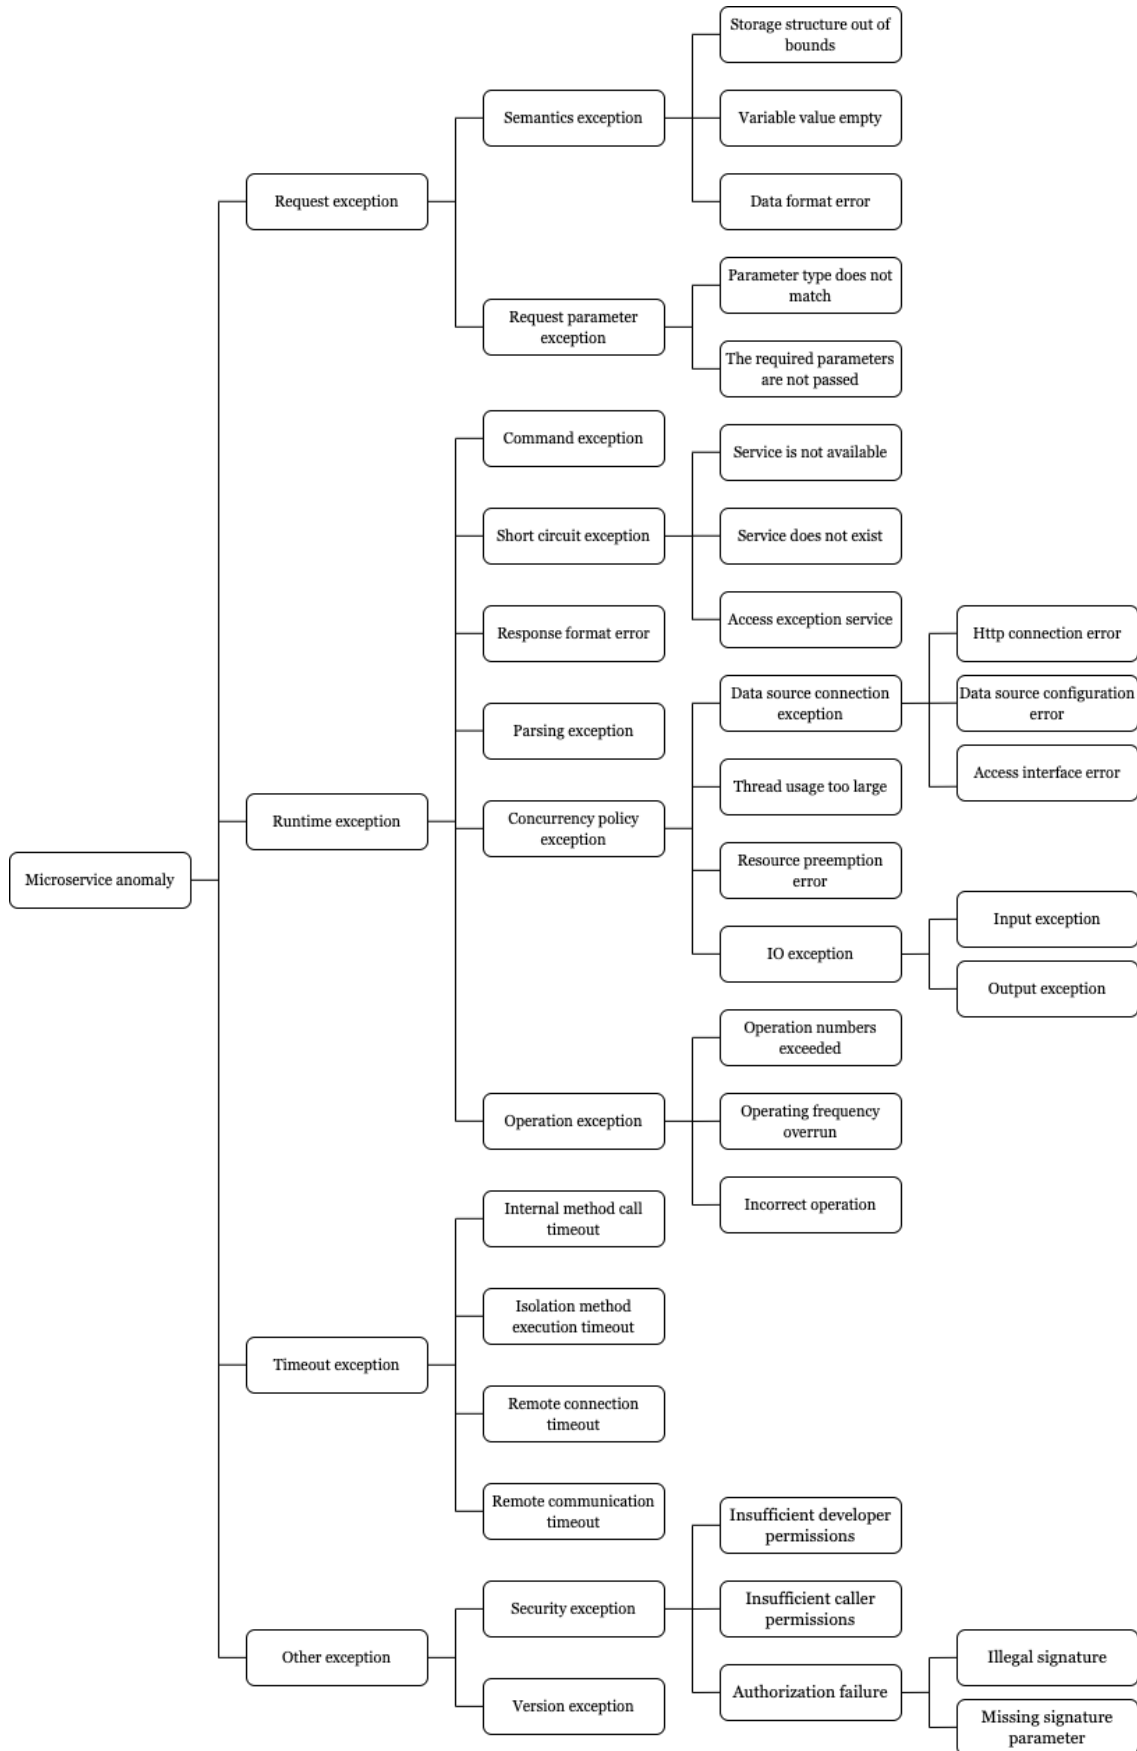 Storage structure out of
bounds
Semantics exception
Variable value empty
Request exception
Data format error
Parameter type does not
match
Request parameter
exception
The required parameters
are not passed
Command exception
Service is not available
Short circuit exception
Service does not exist
Response format error
Access exception service
Http connection error
Data source connection
exception
Data source configuration
error
Parsing exception
Access interface error
Thread usage too large
Runtime exception
Concurrency policy
exception
Microservice anomaly
Resource preemption
error
Input exception
IO exception
Output exception
Operation numbers
exceeded
Operation exception
Operating frequency
overrun
Incorrect operation
Internal method call
timeout
Isolation method
execution timeout
Timeout exception
Remote connection
timeout
Remote communication
timeout
Insufficient developer
permissions
Security exception
Insufficient caller
permissions
Other exception
Illegal signature
Authorization failure
Version exception
Missing signature
parameter